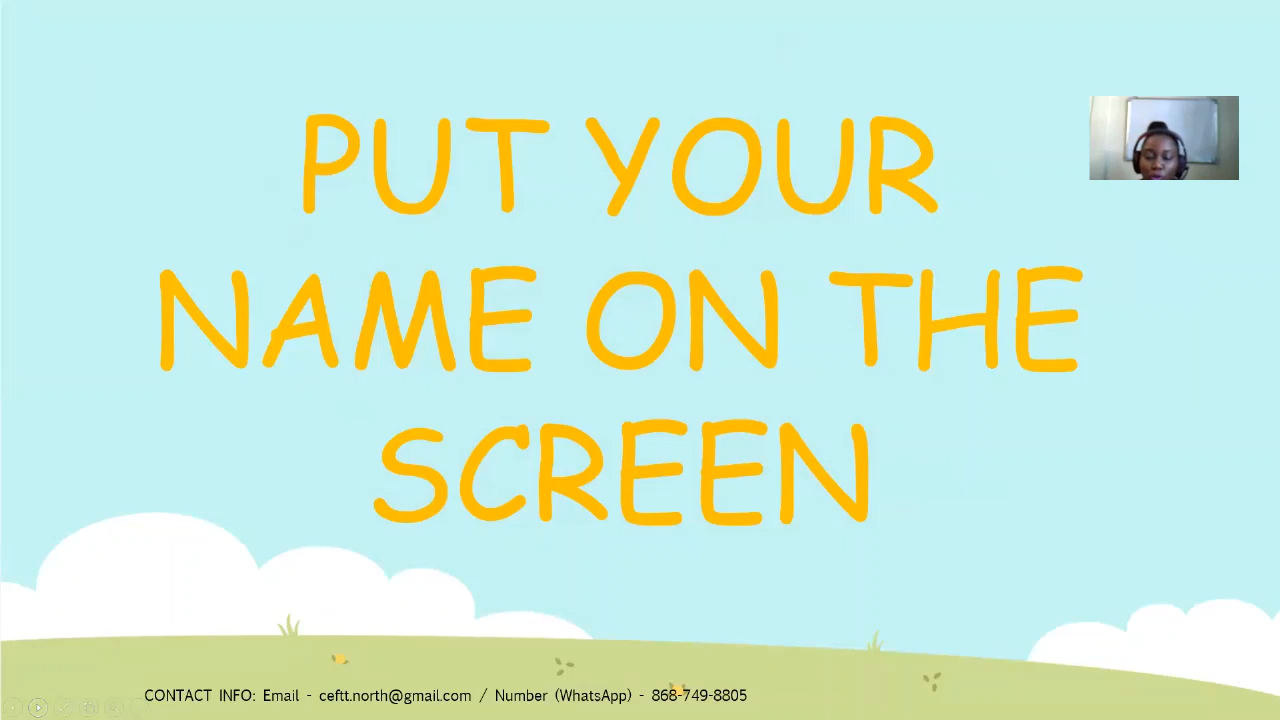 PUT YOUR
NAME ON THE
SCREEN
CONTACT INFO: Email - ceftt.north@gmail.com / Number (WhatsApp) - 868-749-8805